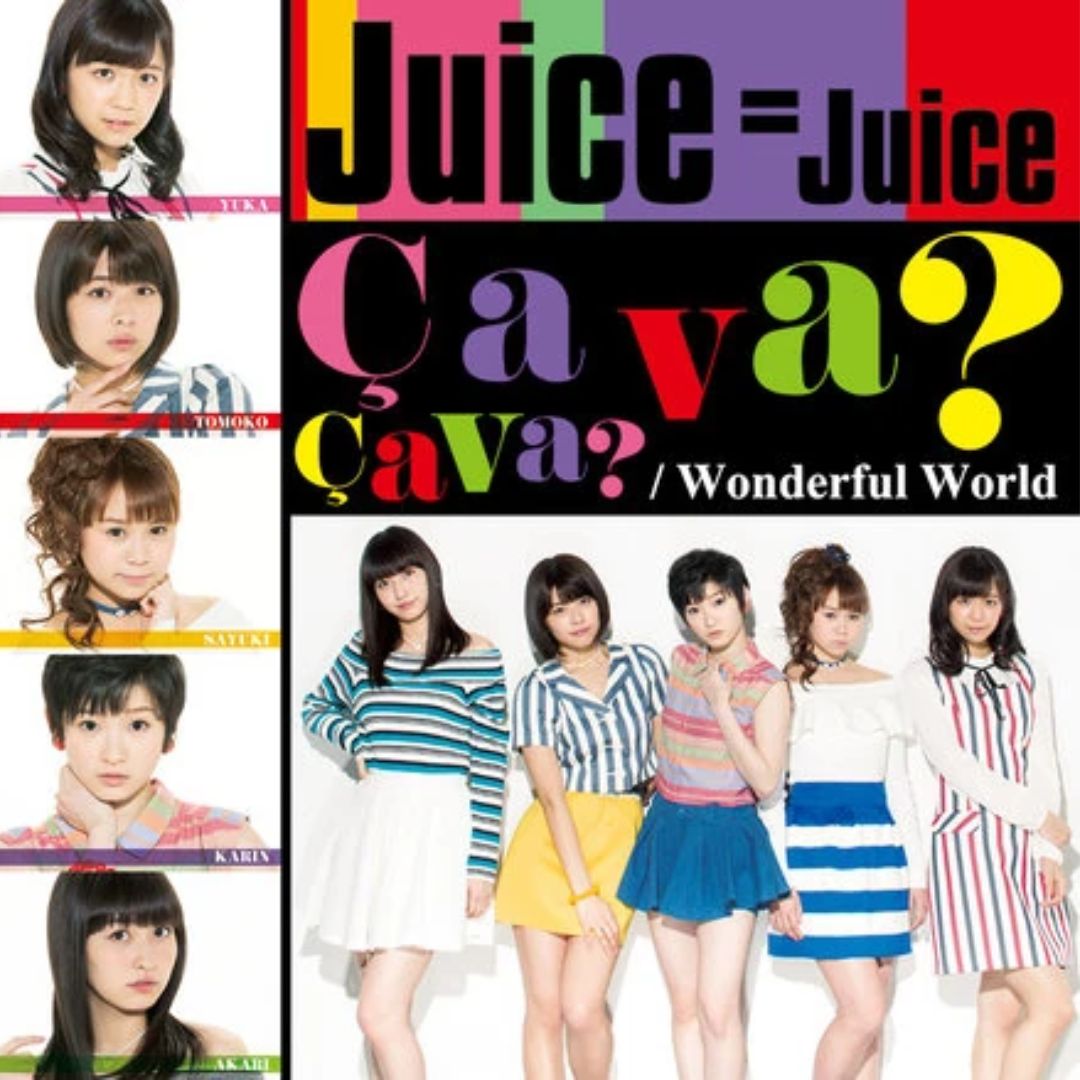 YUKA
TOMOKO
SAYUKI
KARIN
AKARI
Juice=Juice
Ça va?
Ça va? / Wonderful World